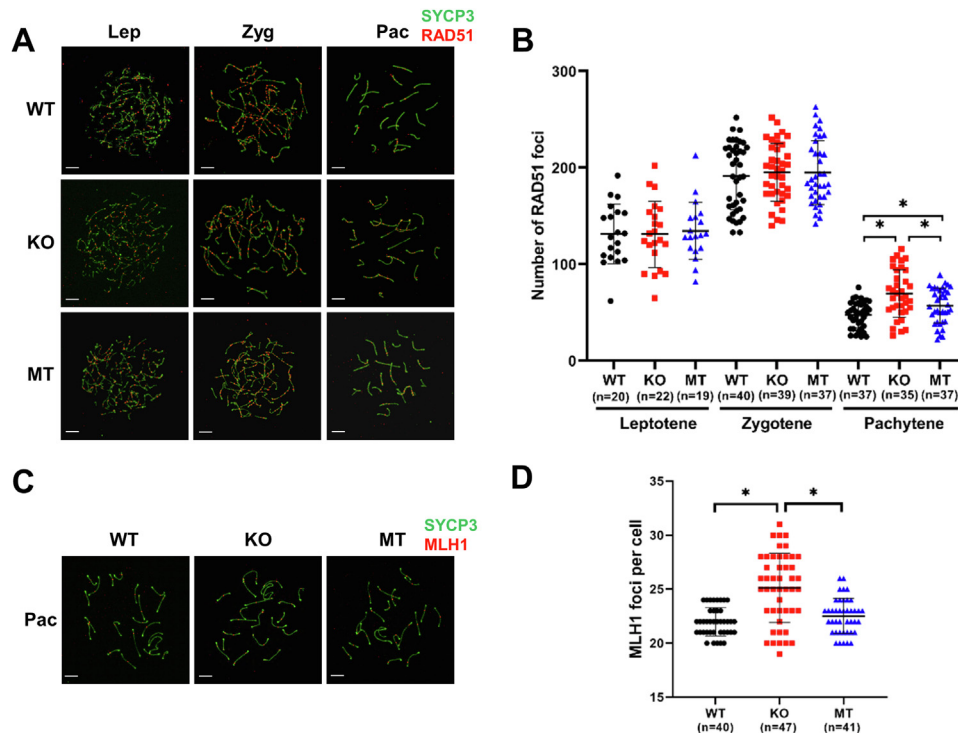 A
SYCP3
RAD51
Lep Zyg Pac
WT
KO
MT
B
Number of RAD51 foci
300
200
100
0
WT KO MT WT KO MT WT KO MT
(n=20) (n=22) (n=19) (n=40) (n=39) (n=37) (n=37) (n=35) (n=37)
Leptotene Zygotene Pachytene
* * *
C
SYCP3
MLH1
WT KO MT
Pac
D
MLH1 foci per cell
35
30
25
20
15
* *
WT KO MT
(n=40) (n=47) (n=41)